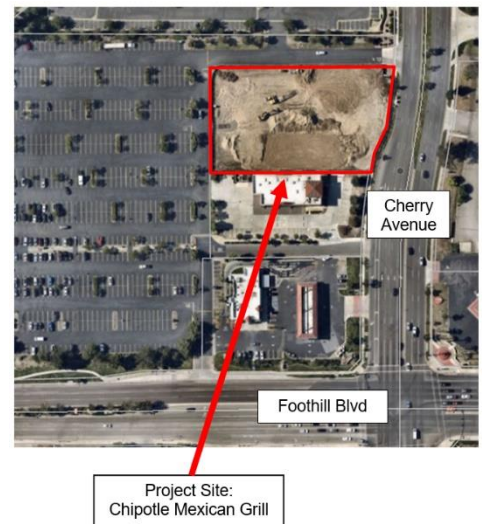 Cherry
Avenue
Foothill Blvd
Project Site:
Chipotle Mexican Grill